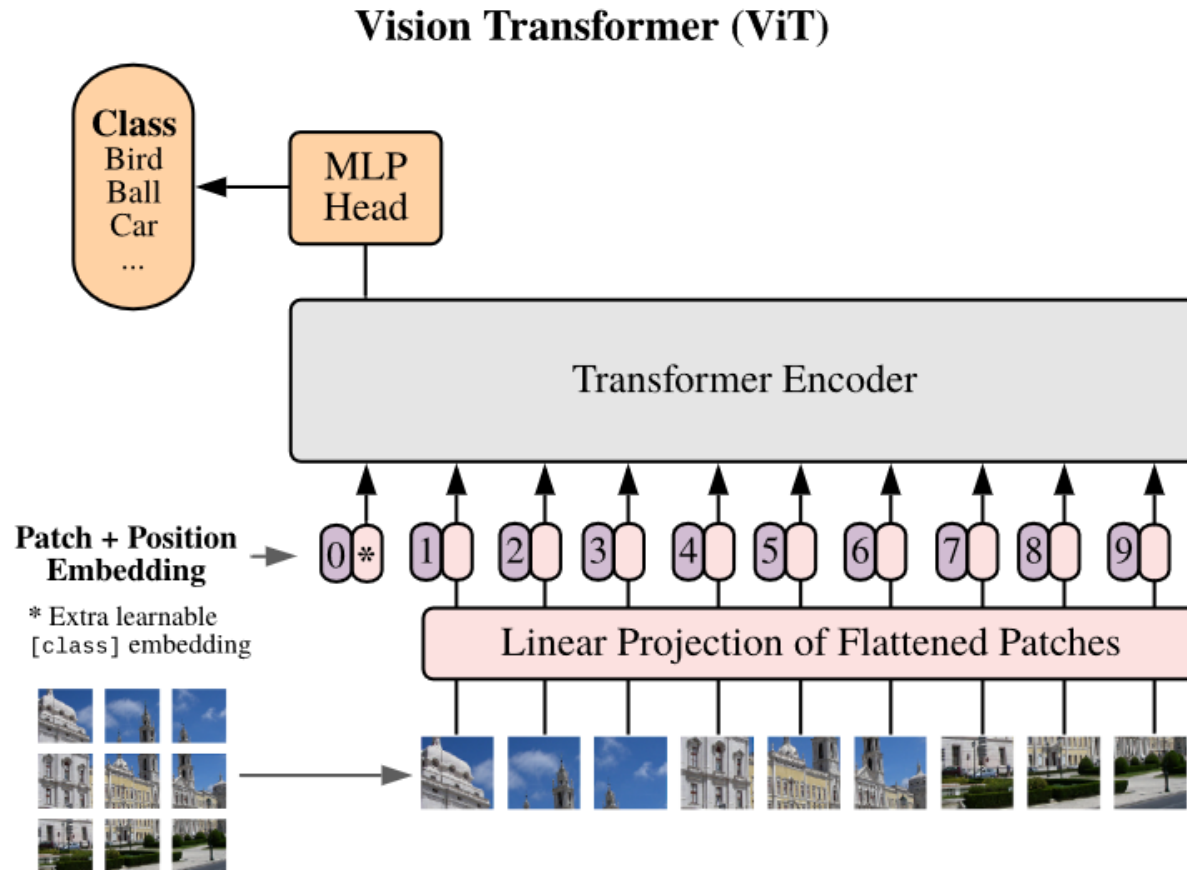 Vision Transformer (ViT)
Class
Bird
Ball
Car
...
MLP
Head
Transformer Encoder
Patch + Position
Embedding
0 * 1 2 3 4 5 6 7 8 9
* Extra learnable
[class] embedding
Linear Projection of Flattened Patches